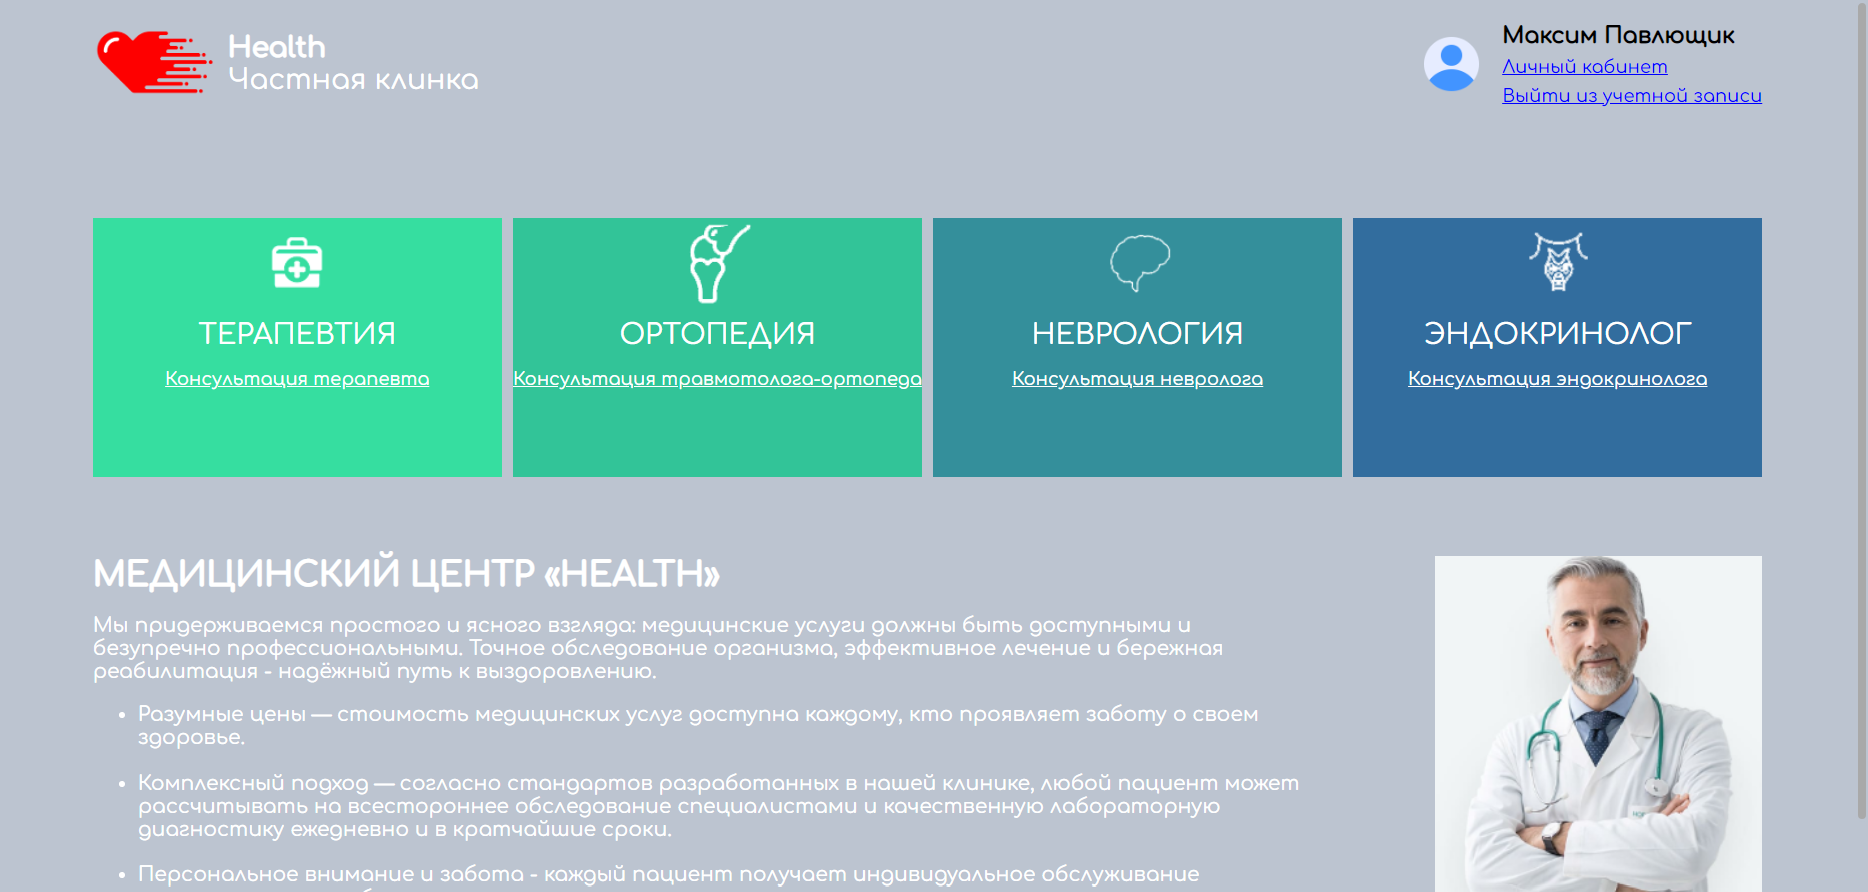 Health
Частная клинка
Максим Павлющик
Личный кабинет
Выйти из учетной записи
ТЕРАПЕВТИЯ
Консультация терапевта
ОРТОПЕДИЯ
Консультация травмотолога-ортопеда
НЕВРОЛОГИЯ
Консультация невролога
ЭНДОКРИНОЛОГ
Консультация эндокринолога
МЕДИЦИНСКИЙ ЦЕНТР «HEALTH»
Мы придерживаемся простого и ясного взгляда: медицинские услуги должны быть доступными и
безупречно профессиональными. Точное обследование организма, эффективное лечение и бережная
реабилитация - надёжный путь к выздоровлению.
• Разумные цены — стоимость медицинских услуг доступна каждому, кто проявляет заботу о своем
здоровье.
• Комплексный подход — согласно стандартов разработанных в нашей клинике, любой пациент может
рассчитывать на всестороннее обследование специалистами и качественную лабораторную
диагностику ежедневно и в кратчайшие сроки.
• Персональное внимание и забота - каждый пациент получает индивидуальное обслуживание